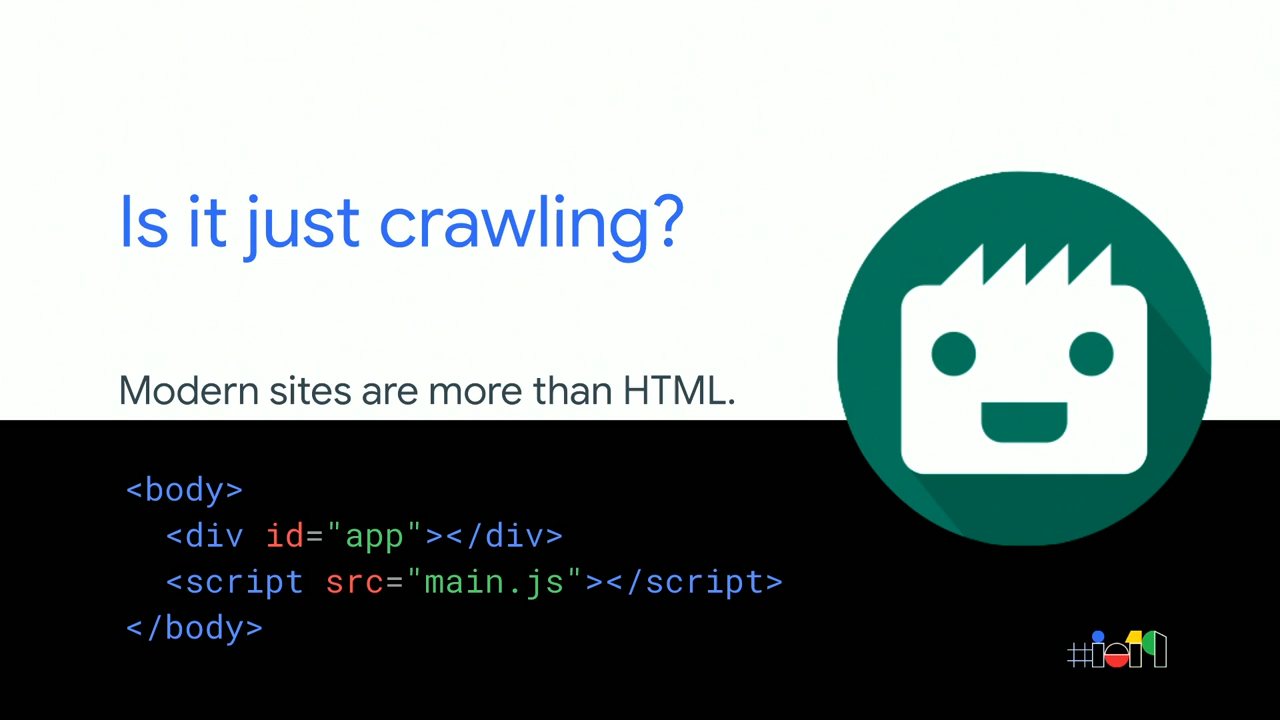 Is it just crawling?
Modern sites are more than HTML.
<body>
<div id="app"></div>
<script src="main.js"></script>
</body>
#io19